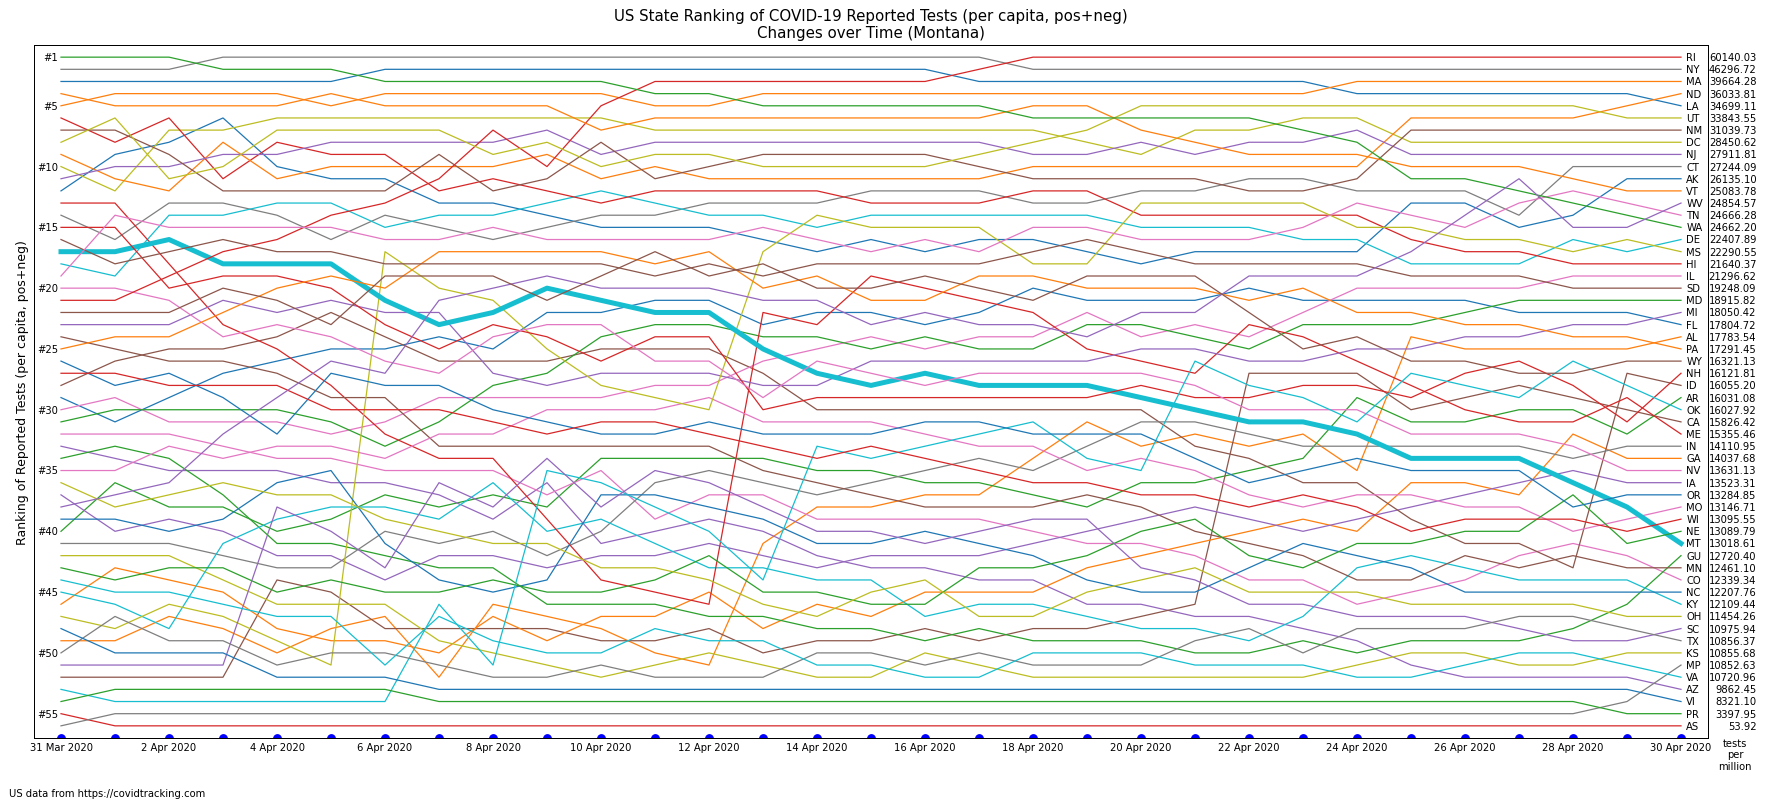 US State Ranking of COVID-19 Reported Tests (per capita, pos+neg)
Changes over Time (Montana)
Ranking of Reported Tests (per capita, pos+neg)
#1
#5
#10
#15
#20
#25
#30
#35
#40
#45
#50
#55
RI 60140.03
NY 46296.72
MA 39664.28
ND 36033.81
LA 34699.11
UT 33843.55
NM 31039.73
DC 28450.62
NJ 27911.81
CT 27244.09
AK 26135.10
VT 25083.78
WV 24854.57
TN 24666.28
WA 24662.20
DE 22407.89
MS 22290.55
HI 21640.37
IL 21296.62
SD 19248.09
MD 18915.82
MI 18050.42
FL 17804.72
AL 17783.54
PA 17291.45
WY 16321.13
NH 16121.81
ID 16055.20
AR 16031.08
OK 16027.92
CA 15826.42
ME 15355.46
IN 14110.95
GA 14037.68
NV 13631.13
IA 13523.31
OR 13284.85
MO 13146.71
WI 13095.55
NE 13089.79
MT 13018.61
GU 12720.40
MN 12461.10
CO 12339.34
NC 12207.76
KY 12109.44
OH 11454.26
SC 10975.94
TX 10856.37
KS 10855.68
MP 10852.63
VA 10720.96
AZ 9862.45
VI 8321.10
PR 3397.95
AS 53.92
31 Mar 2020 2 Apr 2020 4 Apr 2020 6 Apr 2020 8 Apr 2020 10 Apr 2020 12 Apr 2020 14 Apr 2020 16 Apr 2020 18 Apr 2020 20 Apr 2020 22 Apr 2020 24 Apr 2020 26 Apr 2020 28 Apr 2020 30 Apr 2020
tests
per
million
US data from https://covidtracking.com